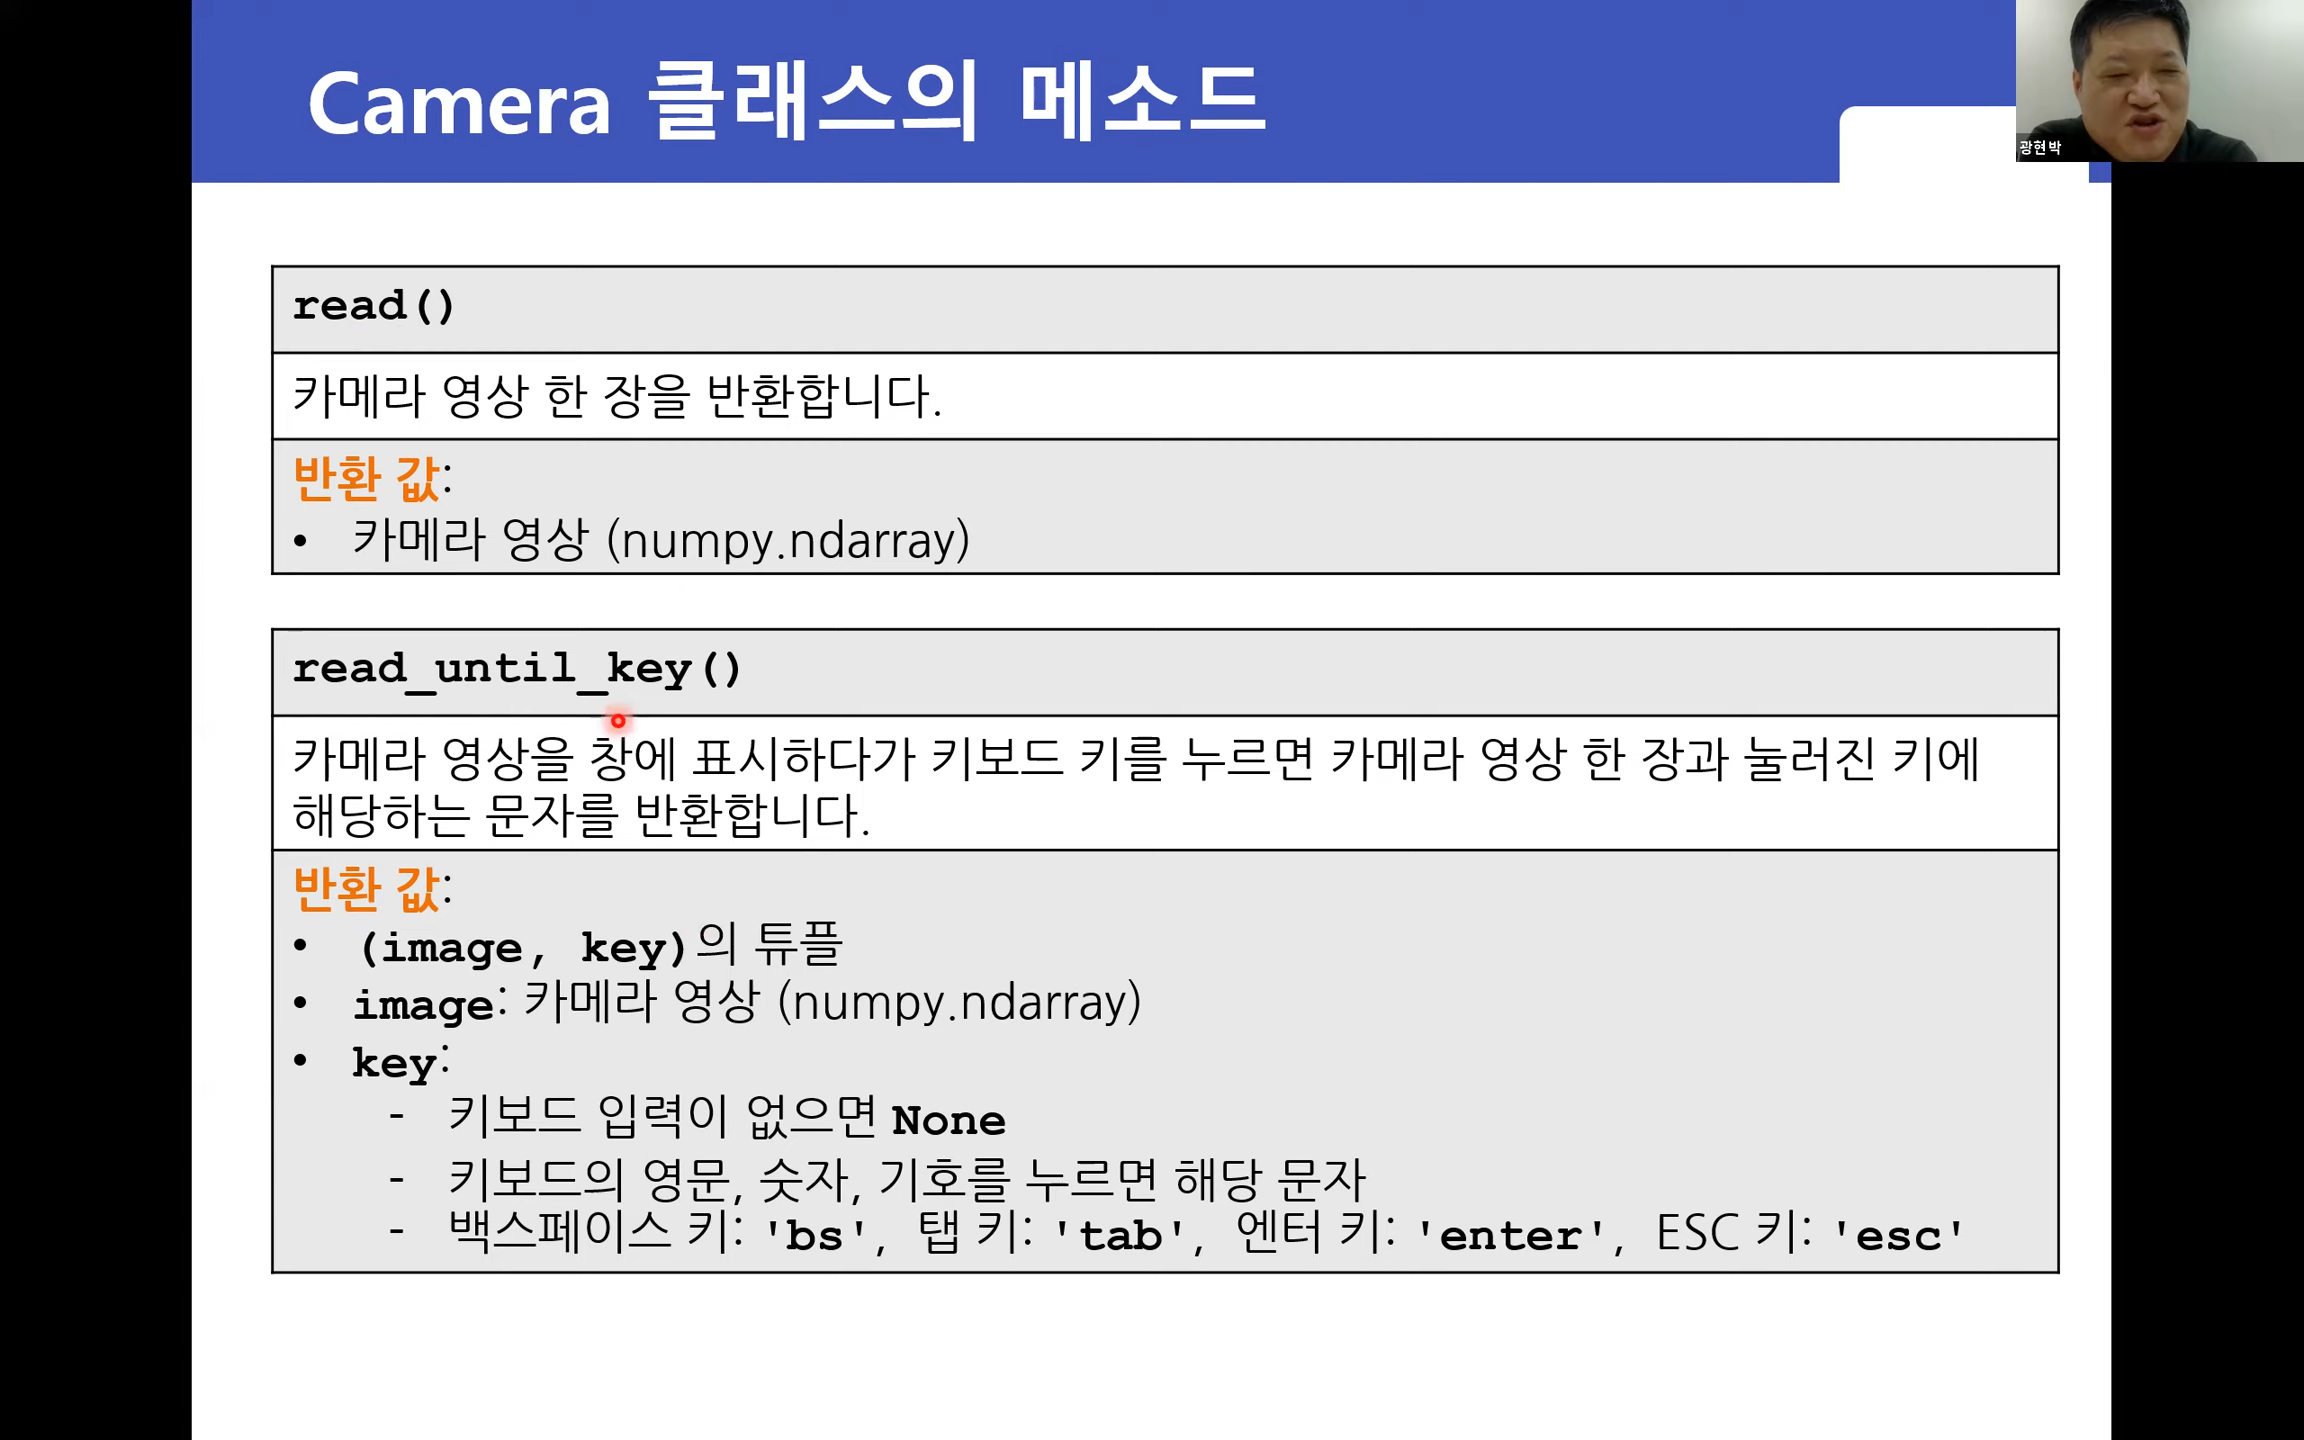 Camera 클래스의 메소드
광현박
read()
카메라 영상 한 장을 반환합니다.
반환 값:
• 카메라 영상 (numpy.ndarray)
read_until_key()
카메라 영상을 창에 표시하다가 키보드 키를 누르면 카메라 영상 한 장과 눌러진 키에
해당하는 문자를 반환합니다.
반환 값:
• (image, key)의 튜플
• image: 카메라 영상 (numpy.ndarray)
• key:
- 키보드 입력이 없으면 None
- 키보드의 영문, 숫자, 기호를 누르면 해당 문자
- 백스페이스 키: 'bs', 탭 키: 'tab', 엔터 키: 'enter', ESC 키: 'esc'